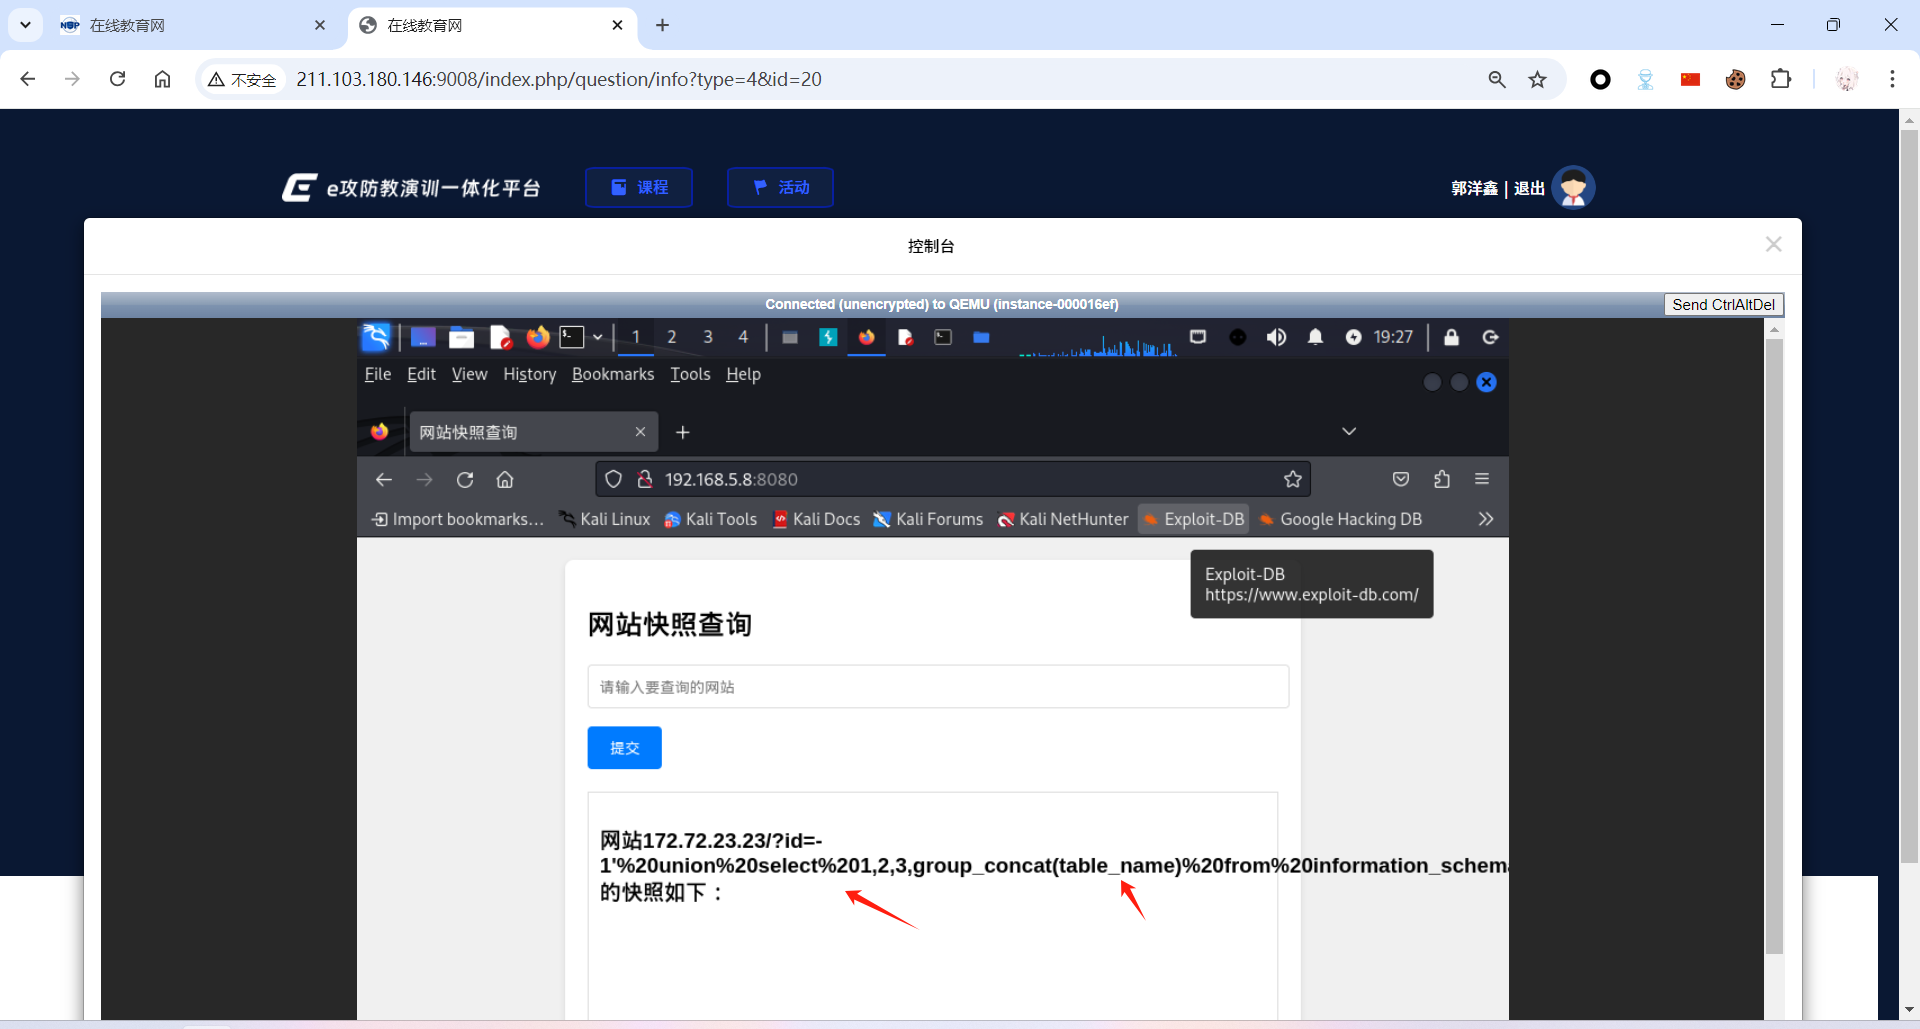 在线教育网
在线教育网
不安全
211.103.180.146:9008/index.php/question/info?type=4&id=20
e攻防教演训一体化平台
课程
活动
郭洋鑫 | 退出
控制台
Connected (unencrypted) to QEMU (instance-000016ef)
Send CtrlAltDel
1 2 3 4
19:27
File Edit View History Bookmarks Tools Help
网站快照查询
192.168.5.8:8080
Import bookmarks... Kali Linux Kali Tools Kali Docs Kali Forums Kali NetHunter Exploit-DB Google Hacking DB
Exploit-DB
https://www.exploit-db.com/
网站快照查询
请输入要查询的网站
提交
网站172.72.23.23/?id=-
1'%20union%20select%201,2,3,group_concat(table_name)%20from%20information_schem
的快照如下：